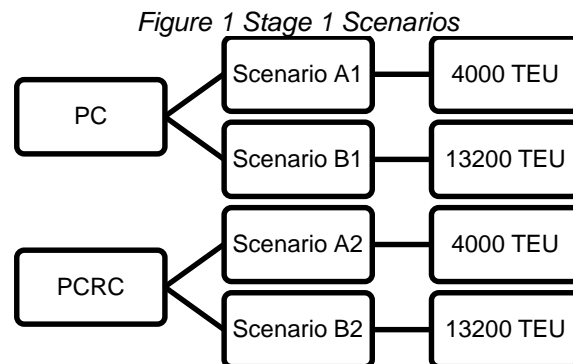 Figure 1 Stage 1 Scenarios
Scenario A1
4000 TEU
PC
Scenario B1
13200 TEU
Scenario A2
4000 TEU
PCRC
Scenario B2
13200 TEU